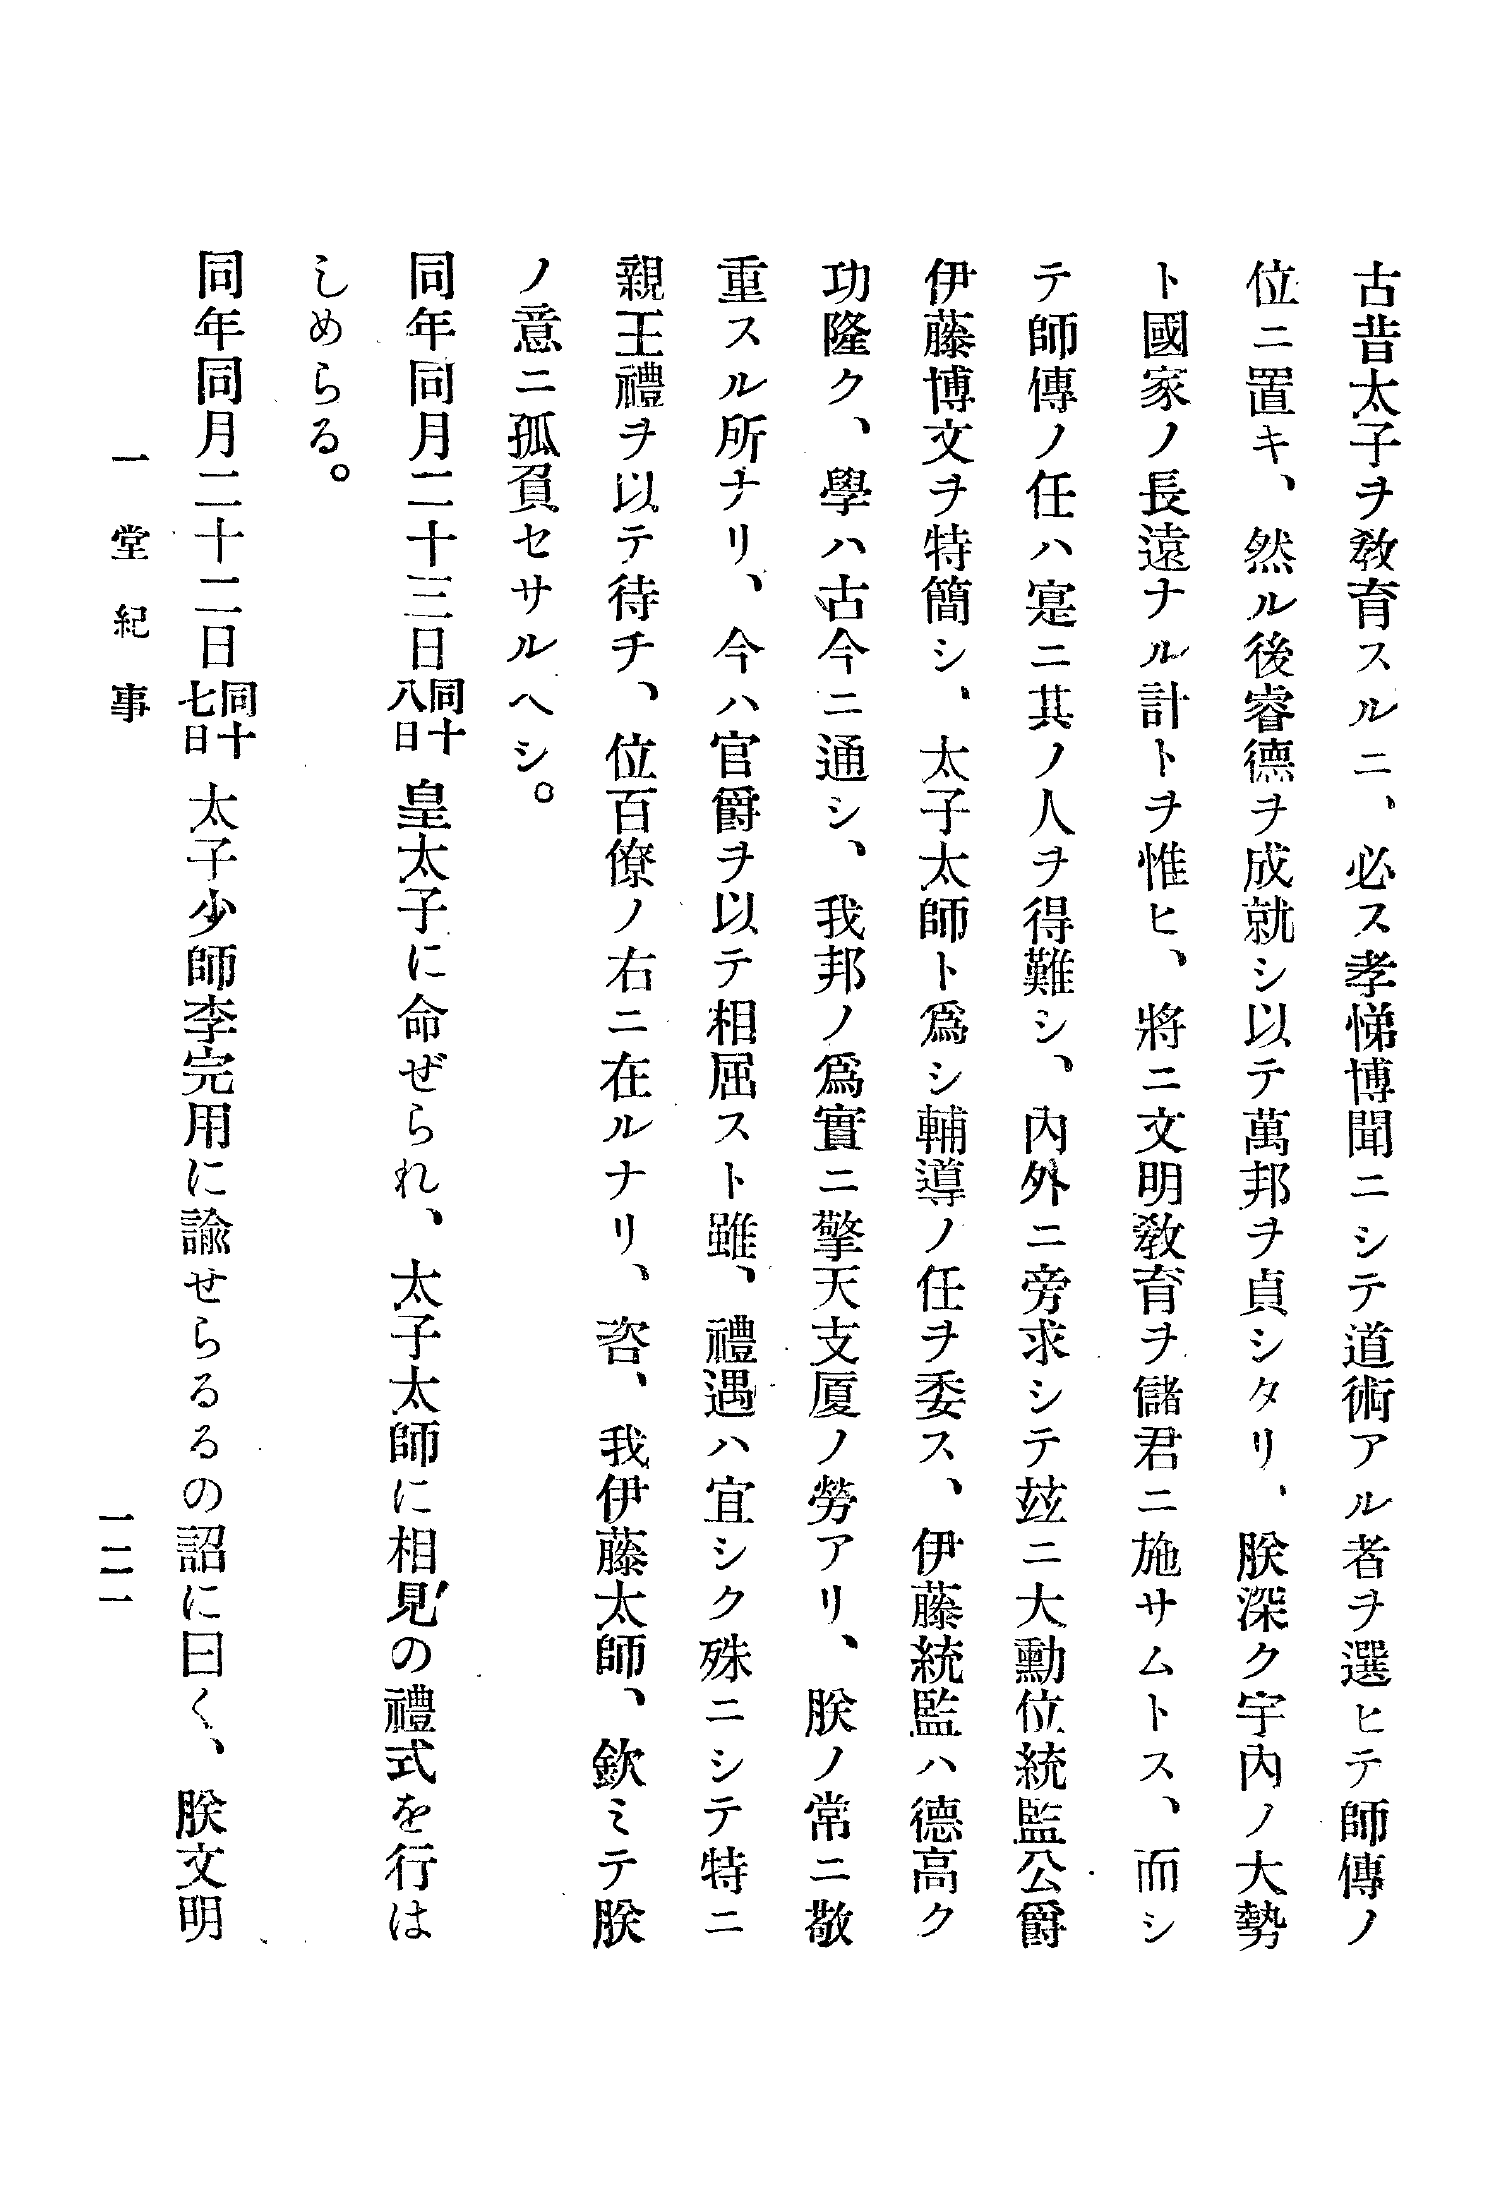 古昔太子ヲ敎育スルニ、必ス孝悌博聞ニシテ道術アル者ヲ選ヒテ師傳ノ
位ニ置キ、然ル後睿德ヲ成就シ以テ萬邦ヲ貞シタリ、朕深ク宇內ノ大勢
ト國家ノ長遠ナル計トヲ惟ヒ、將ニ文明敎育ヲ儲君ニ施サムトス、而シ
テ師傳ノ任ハ寔ニ其ノ人ヲ得難シ、內外ニ旁求シテ玆ニ大勳位統監公爵
伊藤博文ヲ特簡シ、太子太師ト爲シ輔導ノ任ヲ委ス、伊藤統監ハ德高ク
功隆ク、學ハ古今ニ通シ、我邦ノ爲實ニ擎天支厦ノ勞アリ、朕ノ常ニ敬
重スル所ナリ、今ハ官爵ヲ以テ相屈スト雖、禮遇ハ宜シク殊ニシテ特ニ
親王禮ヲ以テ待チ、位百僚ノ右ニ在ルナリ、咨、我伊藤太師、欽ミテ朕
ノ意ニ孤負セサルヘシ。
同年同月二十三日同十八日皇太子に命ぜられ、太子太師に相見の禮式を行は
しめらる。
同年同月二十二日同十七日太子少師李完用に諭せらるるの詔に曰く、朕文明
一堂紀事
一二一